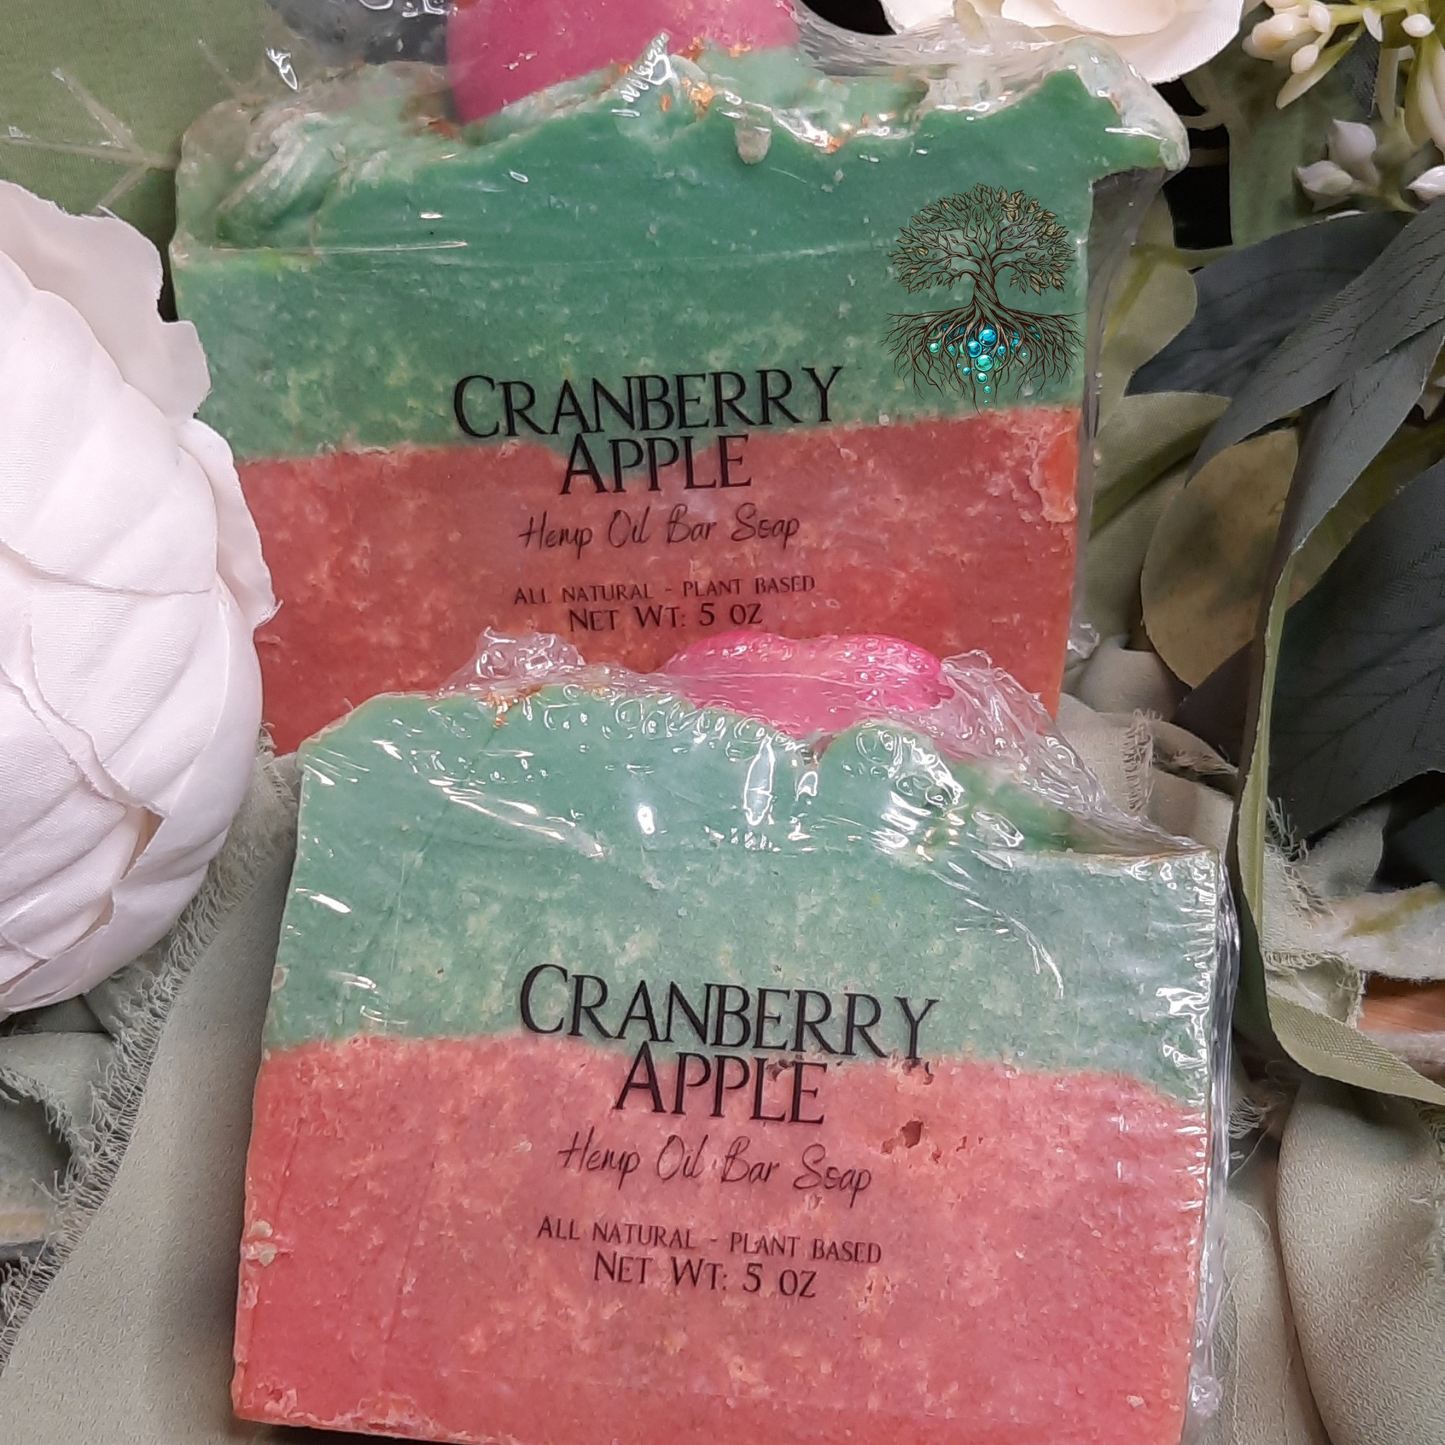 CRANBERRY
APPLE
Hemp Oil Bar Soap
ALL NATURAL - PLANT BASED
NET WT: 5 OZ
CRANBERRY
APPLE
Hemp Oil Bar Soap
ALL NATURAL - PLANT BASED
NET WT: 5 OZ